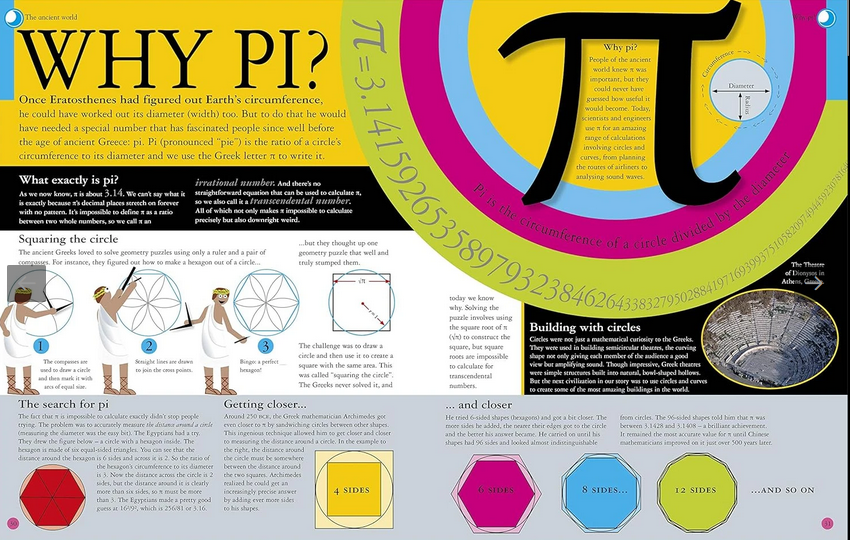 The ancient world
WHY PI?
Once Eratosthenes had figured out Earth's circumference,
he could have worked out its diameter (width) too. But to do that he would
have needed a special number that has fascinated people since well before
the age of ancient Greece: pi. Pi (pronounced "pie") is the ratio of a circle's
circumference to its diameter and we use the Greek letter π to write it.
What exactly is pi?
As we now know, π is about 3.14. We can't say what it
is exactly because π's decimal places stretch on forever
with no pattern. It's impossible to define π as a ratio
between two whole numbers, so we call π an
irrational number. And there's no
straightforward equation that can be used to calculate π,
so we also call it a transcendental number.
All of which not only makes π impossible to calculate
precisely but also downright weird.
Squaring the circle
The ancient Greeks loved to solve geometry puzzles using only a ruler and a pair of
compasses. For instance, they figured out how to make a hexagon out of a circle...
1
The compasses are
used to draw a circle
and then mark it with
arcs of equal size.
2
Straight lines are drawn
to join the cross points.
3
Bingo: a perfect
hexagon!
...but they thought up one
geometry puzzle that well and
truly stumped them.
√π
The challenge was to draw a
circle and then use it to create a
square with the same area. This
was called "squaring the circle".
The Greeks never solved it, and
today we know
why. Solving the
puzzle involves using
the square root of π
(√π) to construct the
square, but square
roots are impossible
to calculate for
transcendental
numbers.
π = 3.14159265358979323846264338327950288419716939937510582097494459230781
Pi is the circumference of a circle divided by the diameter
π
Why pi?
People of the ancient
world knew π was
important, but they
could never have
guessed how useful it
would become. Today,
scientists and engineers
use π for an amazing
range of calculations
involving circles and
curves, from planning
the routes of airliners to
analysing sound waves.
Circumference
Diameter
Radius
The Theatre
of Dionysos in
Athens, Greece.
Building with circles
Circles were not just a mathematical curiosity to the Greeks.
They were used in building semicircular theatres, the curving
shape not only giving each member of the audience a good
view but amplifying sound. Though impressive, Greek theatres
were simple structures built into natural, bowl-shaped hollows.
But the next civilization in our story was to use circles and curves
to create some of the most amazing buildings in the world.
The search for pi
The fact that π is impossible to calculate exactly didn't stop people
trying. The problem was to accurately measure the distance around a circle
(measuring the diameter was the easy bit). The Egyptians had a try.
They drew the figure below – a circle with a hexagon inside. The
hexagon is made of six equal-sided triangles. You can see that the
distance around the hexagon is 6 sides and across it is 2. So the ratio of
the hexagon's circumference to its diameter
is 3. Now the distance across the circle is 2
sides, but the distance around it is clearly
more than six sides, so π must be more
than 3. The Egyptians made a pretty good
guess at 16²/9², which is 256/81 or 3.16.
Getting closer...
Around 250 BCE, the Greek mathematician Archimedes got
even closer to π by sandwiching circles between other shapes.
This ingenious technique allowed him to get closer and closer
to measuring the distance around a circle. In the example to
the right, the distance around
the circle must be somewhere
between the distance around
the two squares. Archimedes
realized he could get an
increasingly precise answer
by adding ever more sides
to his shapes.
4 SIDES
... and closer
He tried 6-sided shapes (hexagons) and got a bit closer. The
more sides he added, the nearer their edges got to the circle
and the better his answer became. He carried on until his
shapes had 96 sides and looked almost indistinguishable
from circles. The 96-sided shapes told him that π was
between 3.1428 and 3.1408 – a brilliant achievement.
It remained the most accurate value for π until Chinese
mathematicians improved on it just over 500 years later.
6 SIDES
8 SIDES...
12 SIDES
...AND SO ON